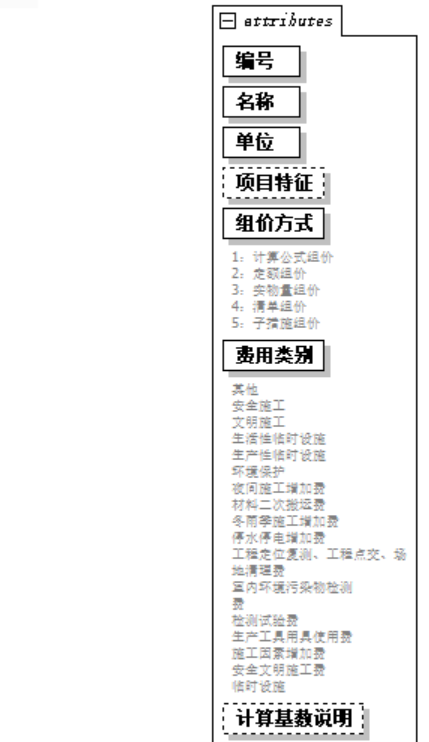 attributes
编号
名称
单位
项目特征
组价方式
1：计算公式组价
2：定额组价
3：实物量组价
4：清单组价
5：子措施组价
费用类别
其他
安全施工
文明施工
生活性临时设施
生产性临时设施
环境保护
夜间施工增加费
材料二次搬运费
冬雨季施工增加费
停水停电增加费
工程定位复测、工程点交、场
地清理费
室内环境污染物检测
费
检测试验费
生产工具用具使用费
施工因素增加费
安全文明施工费
临时设施
计算基数说明